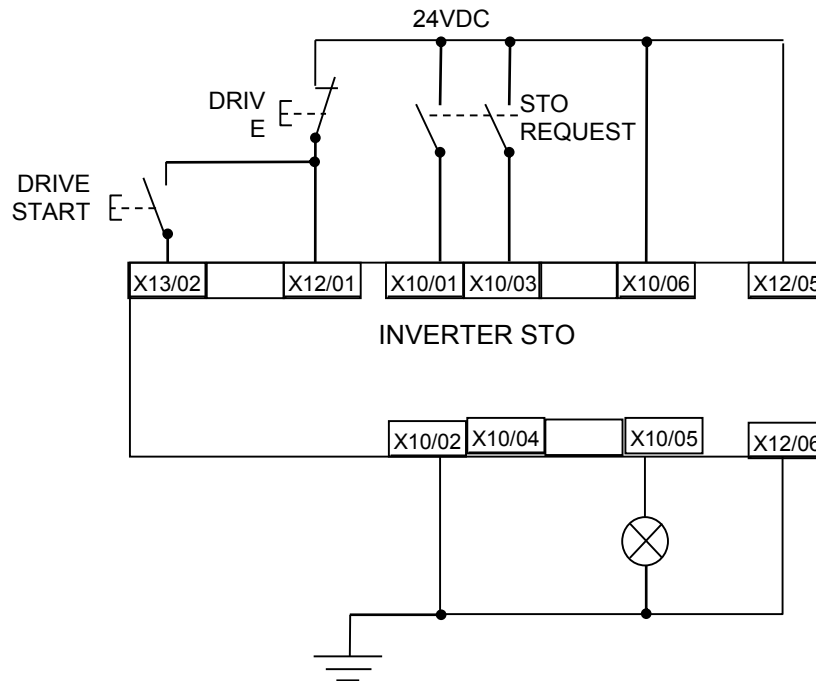 24VDC
DRIV
E
STO
REQUEST
DRIVE
START
X13/02
X12/01
X10/01
X10/03
X10/06
X12/05
INVERTER STO
X10/02
X10/04
X10/05
X12/06